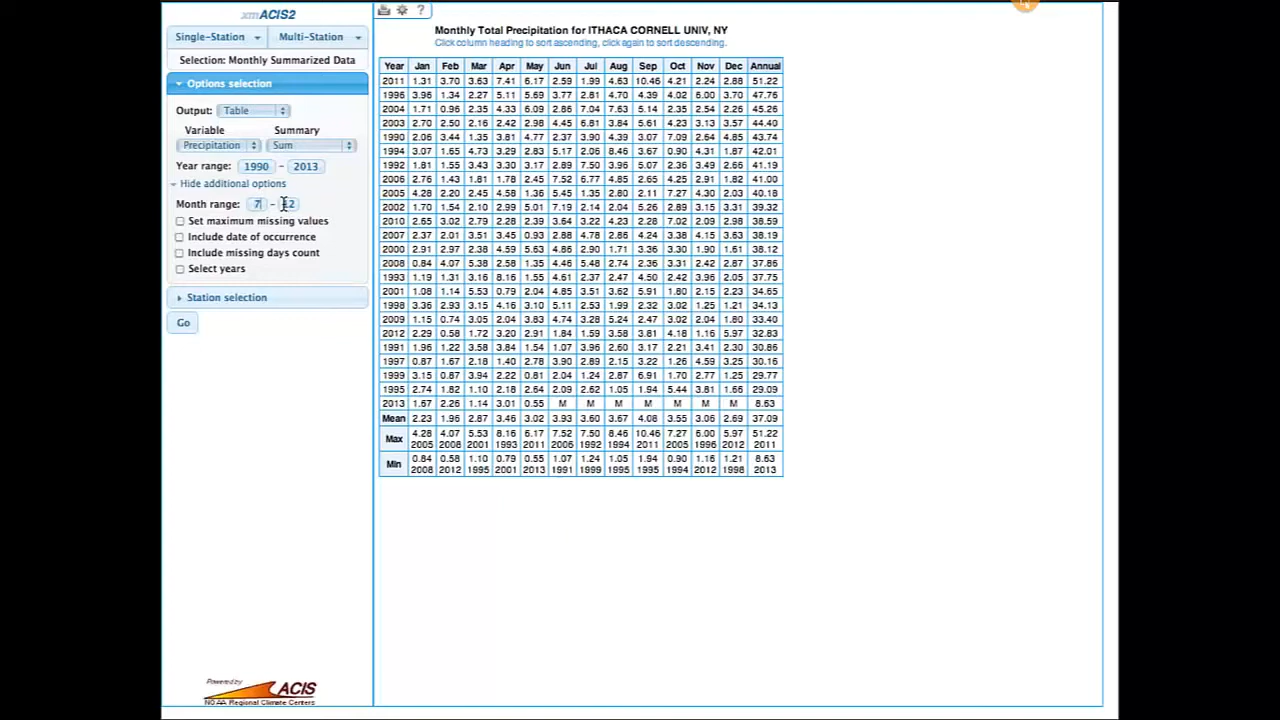 xmACIS2
Single-Station Multi-Station
Selection: Monthly Summarized Data
Options selection
Output: Table
Variable Summary
Precipitation Sum
Year range: 1990 - 2013
Hide additional options
Month range: 7 - 12
Set maximum missing values
Include date of occurrence
Include missing days count
Select years
Station selection
Go
Powered by
ACIS
NOAA Regional Climate Centers
?
Monthly Total Precipitation for ITHACA CORNELL UNIV, NY
Click column heading to sort ascending, click again to sort descending.
Year Jan Feb Mar Apr May Jun Jul Aug Sep Oct Nov Dec Annual
2011 1.31 3.70 3.63 7.41 6.17 2.59 1.99 4.63 10.46 4.21 2.24 2.88 51.22
1996 3.96 1.34 2.27 5.11 5.69 3.77 2.81 4.70 4.39 4.02 6.00 3.70 47.76
2004 1.71 0.96 2.35 4.33 6.09 2.86 7.04 7.63 5.14 2.35 2.54 2.26 45.26
2003 2.70 2.50 2.16 2.42 2.98 4.45 6.81 3.84 5.61 4.23 3.13 3.57 44.40
1990 2.06 3.44 1.35 3.81 4.77 2.37 3.90 4.39 3.07 7.09 2.64 4.85 43.74
1994 3.07 1.65 4.73 3.29 2.83 5.17 2.06 8.46 3.67 0.90 4.31 1.87 42.01
1992 1.81 1.55 3.43 3.30 3.17 2.89 7.50 3.96 5.07 2.36 3.49 2.66 41.19
2006 2.76 1.43 1.81 1.78 2.45 7.52 6.77 4.85 2.65 4.25 2.91 1.82 41.00
2005 4.28 2.20 2.45 4.58 1.36 5.45 1.35 2.80 2.11 7.27 4.30 2.03 40.18
2002 1.70 1.54 2.10 2.99 5.01 7.19 2.14 2.04 5.26 2.89 3.15 3.31 39.32
2010 2.65 3.02 2.79 2.28 2.39 3.64 3.22 4.23 2.28 7.02 2.09 2.98 38.59
2007 2.37 2.01 3.51 3.45 0.93 2.88 4.78 2.86 4.24 3.38 4.15 3.63 38.19
2000 2.91 2.97 2.38 4.59 5.63 4.86 2.90 1.71 3.36 3.30 1.90 1.61 38.12
2008 0.84 4.07 5.38 2.58 1.35 4.46 5.48 2.74 2.36 3.31 2.42 2.87 37.86
1993 1.19 1.31 3.16 8.16 1.55 4.61 2.37 2.47 4.50 2.42 3.96 2.05 37.75
2001 1.08 1.14 5.53 0.79 2.04 4.85 3.51 3.62 5.91 1.80 2.15 2.23 34.65
1998 3.36 2.93 3.15 4.16 3.10 5.11 2.53 1.99 2.32 3.02 1.25 1.21 34.13
2009 1.15 0.74 3.05 2.04 3.83 4.74 3.28 5.24 2.47 3.02 2.04 1.80 33.40
2012 2.29 0.58 1.72 3.20 2.91 1.84 1.59 3.58 3.81 4.18 1.16 5.97 32.83
1991 1.96 1.22 3.58 3.84 1.54 1.07 3.96 2.60 3.17 2.21 3.41 2.30 30.86
1997 0.87 1.67 2.18 1.40 2.78 3.90 2.89 2.15 3.22 1.26 4.59 3.25 30.16
1999 3.15 0.87 3.94 2.22 0.81 2.04 1.24 2.87 6.91 1.70 2.77 1.25 29.77
1995 2.74 1.82 1.10 2.18 2.64 2.09 2.62 1.05 1.94 5.44 3.81 1.66 29.09
2013 1.67 2.26 1.14 3.01 0.55 M M M M M M M 8.63
Mean 2.23 1.96 2.87 3.46 3.02 3.93 3.60 3.67 4.08 3.55 3.06 2.69 37.09
Max 4.28 4.07 5.53 8.16 6.17 7.52 7.50 8.46 10.46 7.27 6.00 5.97 51.22
2005 2008 2001 1993 2011 2006 1992 1994 2011 2005 1996 2012 2011
Min 0.84 0.58 1.10 0.79 0.55 1.07 1.24 1.05 1.94 0.90 1.16 1.21 8.63
2008 2012 1995 2001 2013 1991 1999 1995 1995 1994 2012 1998 2013